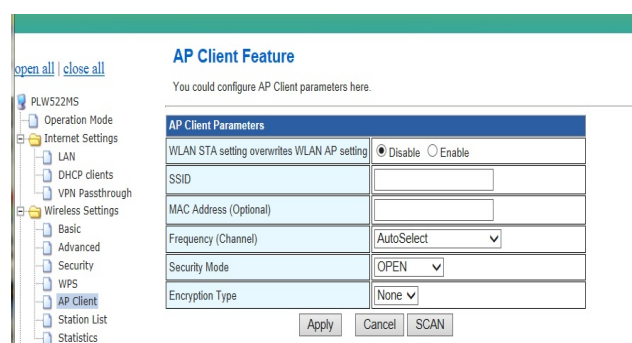 open all | close all
PLW522MS
Operation Mode
Internet Settings
LAN
DHCP clients
VPN Passthrough
Wireless Settings
Basic
Advanced
Security
WPS
AP Client
Station List
Statistics
AP Client Feature
You could configure AP Client parameters here.
AP Client Parameters
WLAN STA setting overwrites WLAN AP setting Disable Enable
SSID
MAC Address (Optional)
Frequency (Channel) AutoSelect
Security Mode OPEN
Encryption Type None
Apply Cancel SCAN